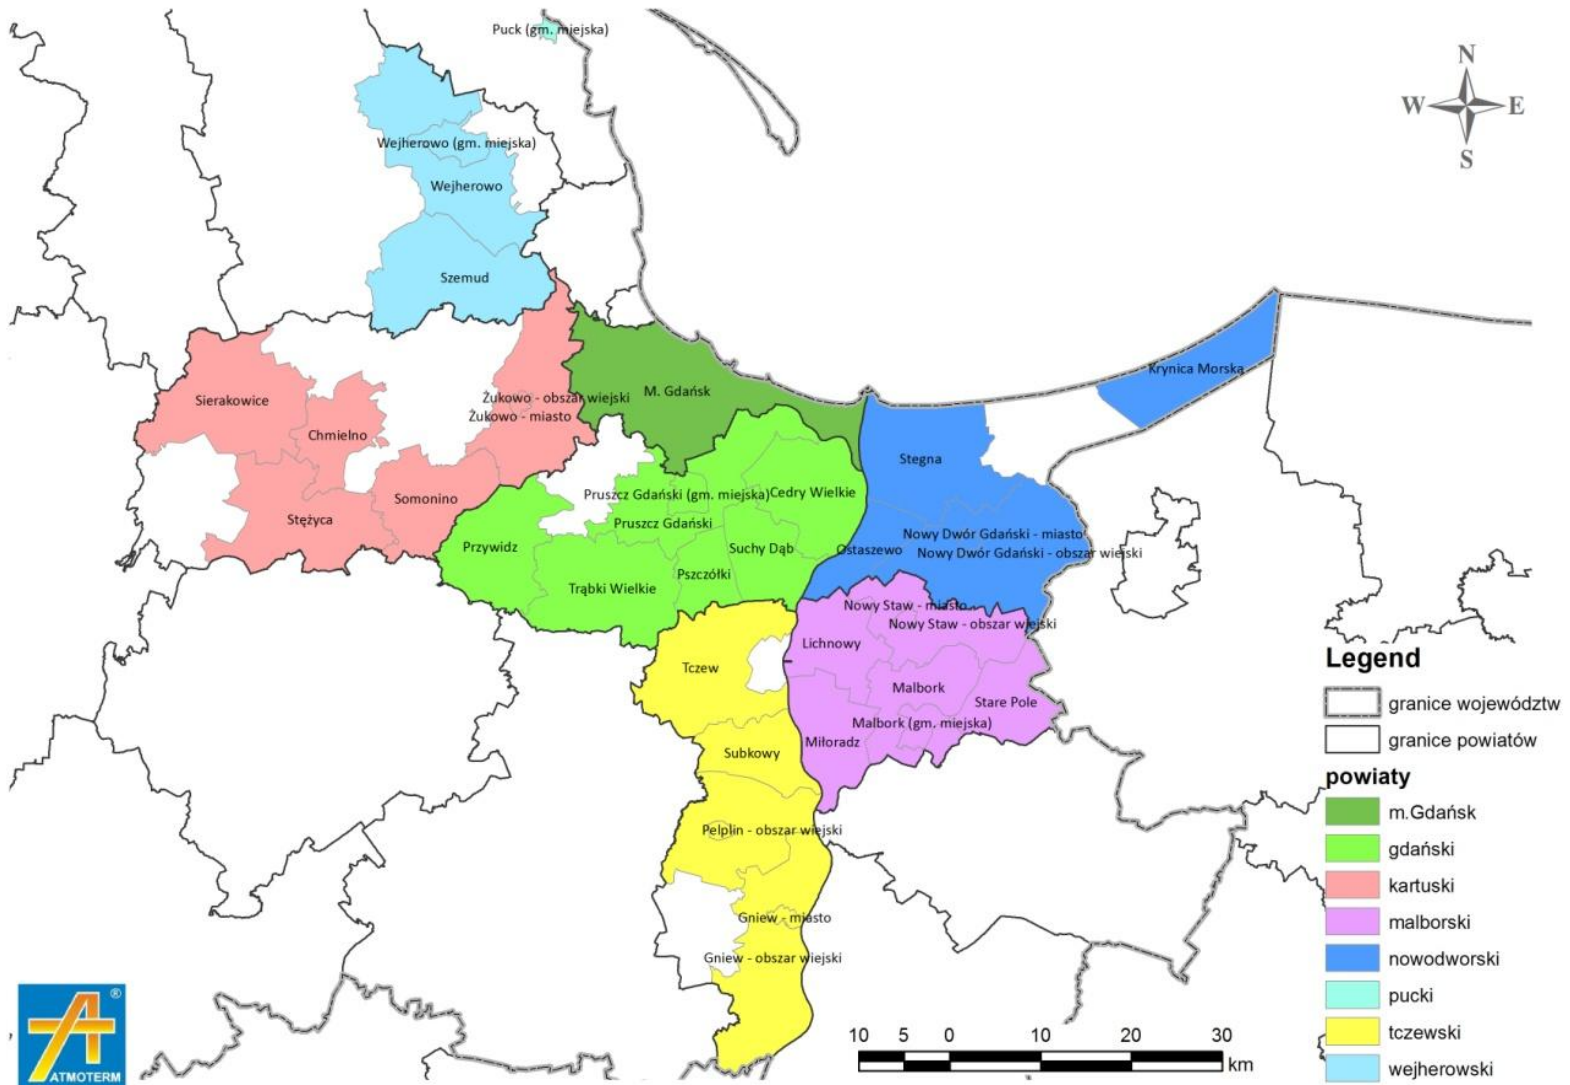 Puck (gm. miejska)
N
W E
S
Wejherowo (gm. miejska)
Wejherowo
Szemud
Krynica Morska
Sierakowice
Żukowo - obszar wiejski
M. Gdańsk
Żukowo - miasto
Chmielno
Stegna
Somonino
Pruszcz Gdański (gm. miejska)
Cedry Wielkie
Stężyca
Pruszcz Gdański
Nowy Dwór Gdański - miasto
Przywidz
Suchy Dąb
Ostaszewo
Nowy Dwór Gdański - obszar wiejski
Pszczółki
Trąbki Wielkie
Nowy Staw - miasto
Nowy Staw - obszar wiejski
Lichnowy
Tczew
Malbork
Stare Pole
Malbork (gm. miejska)
Miłoradz
Subkowy
Pelplin - obszar wiejski
Gniew - miasto
Gniew - obszar wiejski
Legend
granice województw
granice powiatów
powiaty
m.Gdańsk
gdański
kartuski
malborski
nowodworski
pucki
tczewski
wejherowski
10 5 0 10 20 30
km
®
ATMOTERM